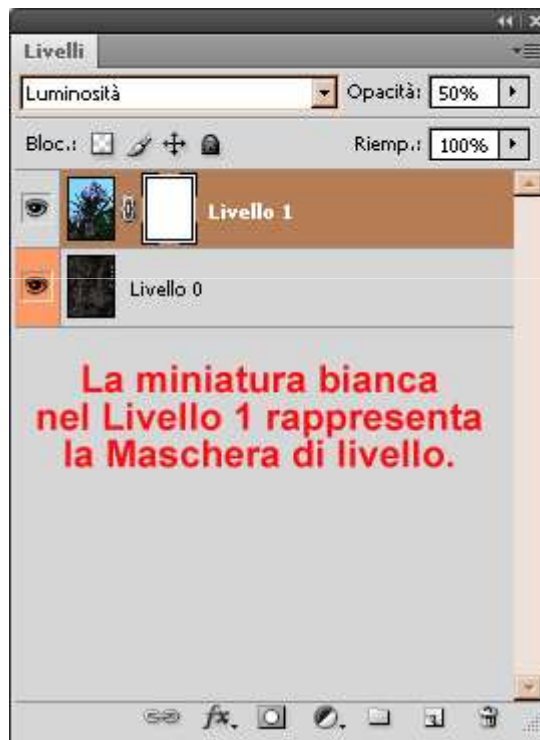 Livelli
Luminosità Opacità: 50%
Bloc.: Riemp.: 100%
Livello 1
Livello 0
La miniatura bianca
nel Livello 1 rappresenta
la Maschera di livello.
fx.